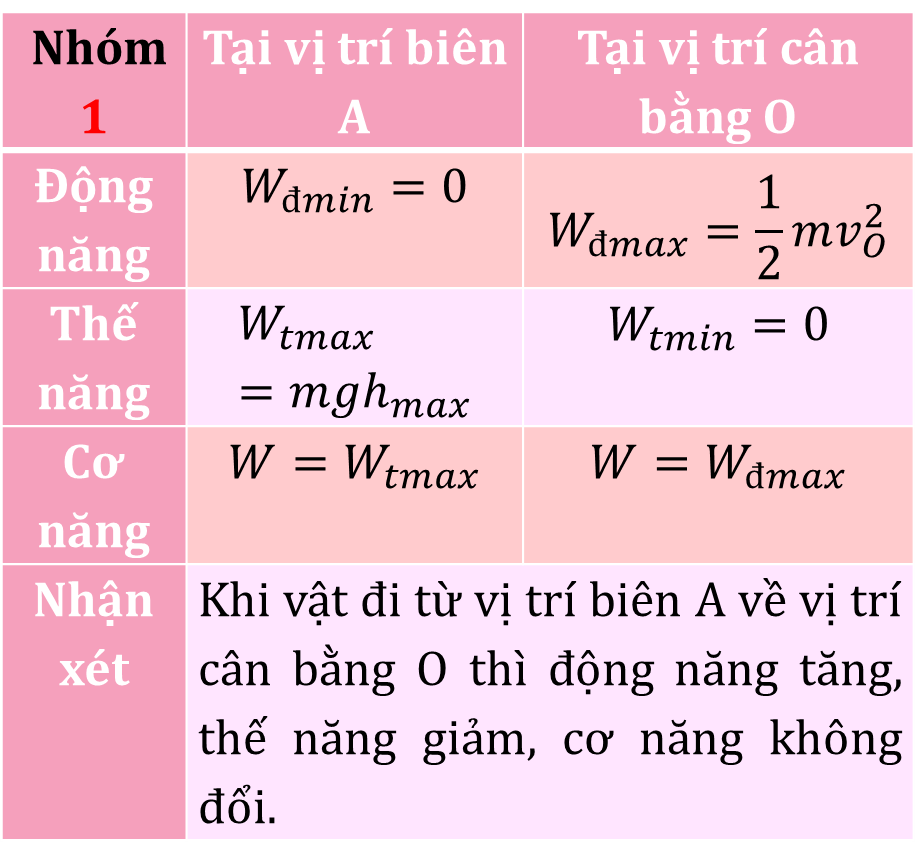 Nhóm
1
Tại vị trí biên
A
Tại vị trí cân
bằng O
Động
năng
W_{đmin} = 0
W_{đmax} = \frac{1}{2}mv_O^2
Thế
năng
W_{tmax}
= mgh_{max}
W_{tmin} = 0
Cơ
năng
W = W_{tmax}
W = W_{đmax}
Nhận
xét
Khi vật đi từ vị trí biên A về vị trí
cân bằng O thì động năng tăng,
thế năng giảm, cơ năng không
đổi.